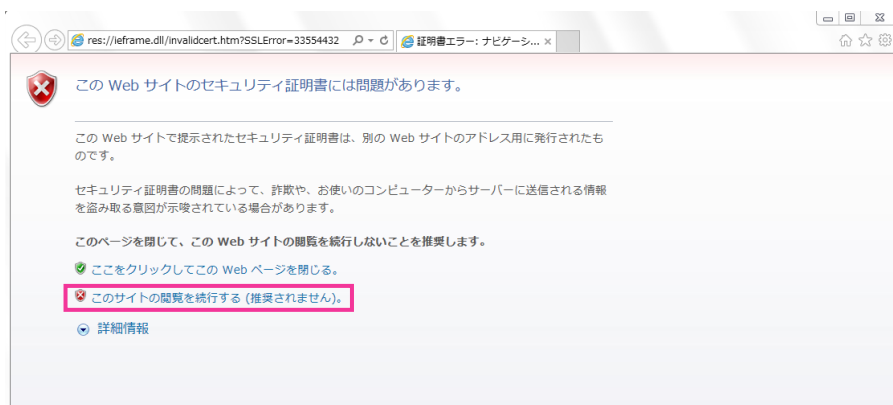 res://ieframe.dll/invalidcert.htm?SSLError=33554432
証明書エラー: ナビゲーシ...
この Web サイトのセキュリティ証明書には問題があります。
この Web サイトで提示されたセキュリティ証明書は、別の Web サイトのアドレス用に発行されたも
のです。
セキュリティ証明書の問題によって、詐欺や、お使いのコンピューターからサーバーに送信される情報
を盗み取る意図が示唆されている場合があります。
このページを閉じて、この Web サイトの閲覧を続行しないことを推奨します。
ここをクリックしてこの Web ページを閉じる。
このサイトの閲覧を続行する (推奨されません)。
詳細情報